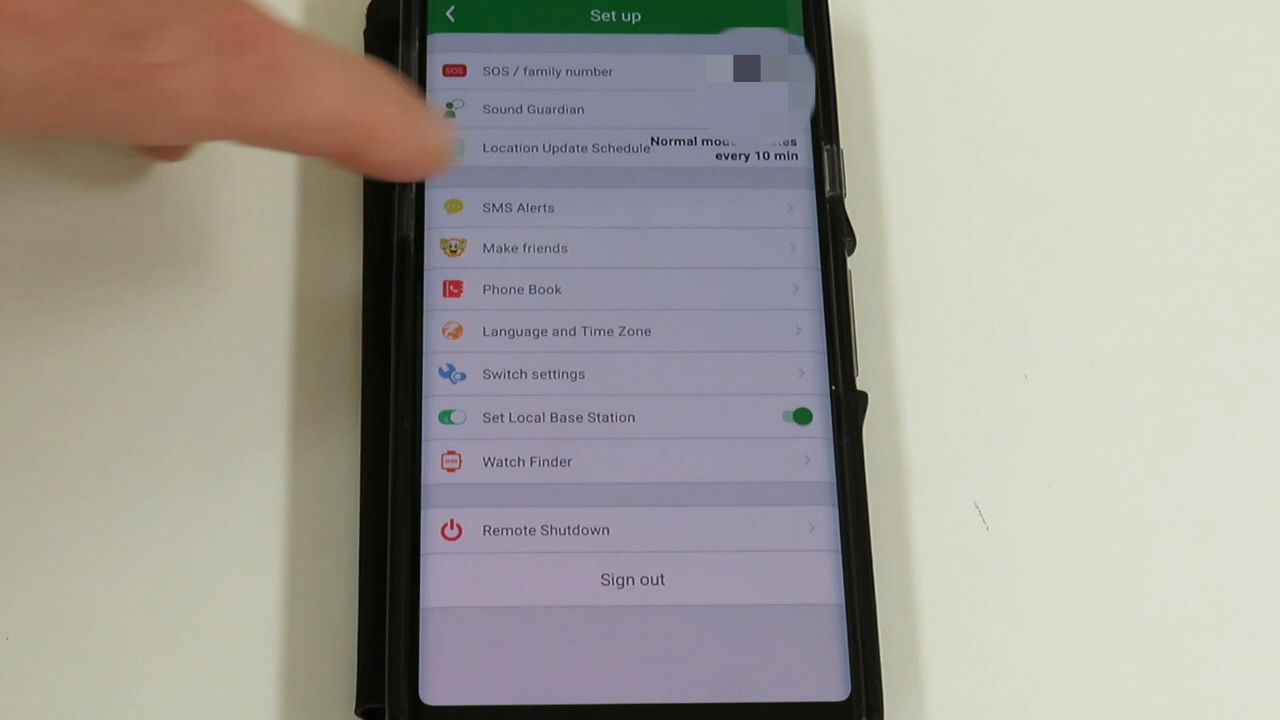 Set up
SOS SOS / family number
Sound Guardian
Location Update Schedule Normal
every 10 min
SMS Alerts
Make friends
Phone Book
Language and Time Zone
Switch settings
Set Local Base Station
Watch Finder
Remote Shutdown
Sign out